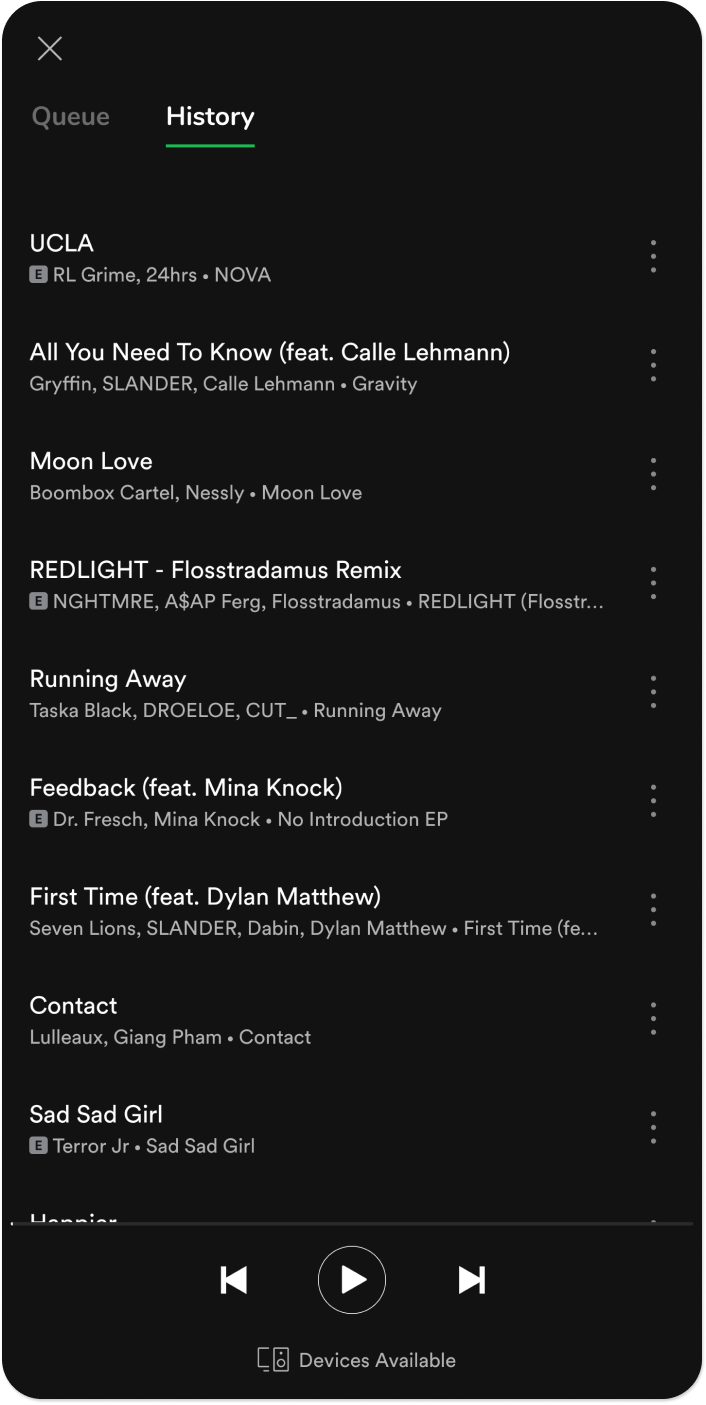 Queue History
UCLA
E RL Grime, 24hrs • NOVA
All You Need To Know (feat. Calle Lehmann)
Gryffin, SLANDER, Calle Lehmann • Gravity
Moon Love
Boombox Cartel, Nessly • Moon Love
REDLIGHT - Flosstradamus Remix
E NGHTMRE, A$AP Ferg, Flosstradamus • REDLIGHT (Flosstr...
Running Away
Taska Black, DROELOE, CUT_ • Running Away
Feedback (feat. Mina Knock)
E Dr. Fresch, Mina Knock • No Introduction EP
First Time (feat. Dylan Matthew)
Seven Lions, SLANDER, Dabin, Dylan Matthew • First Time (fe...
Contact
Lulleaux, Giang Pham • Contact
Sad Sad Girl
E Terror Jr • Sad Sad Girl
Happier
Devices Available